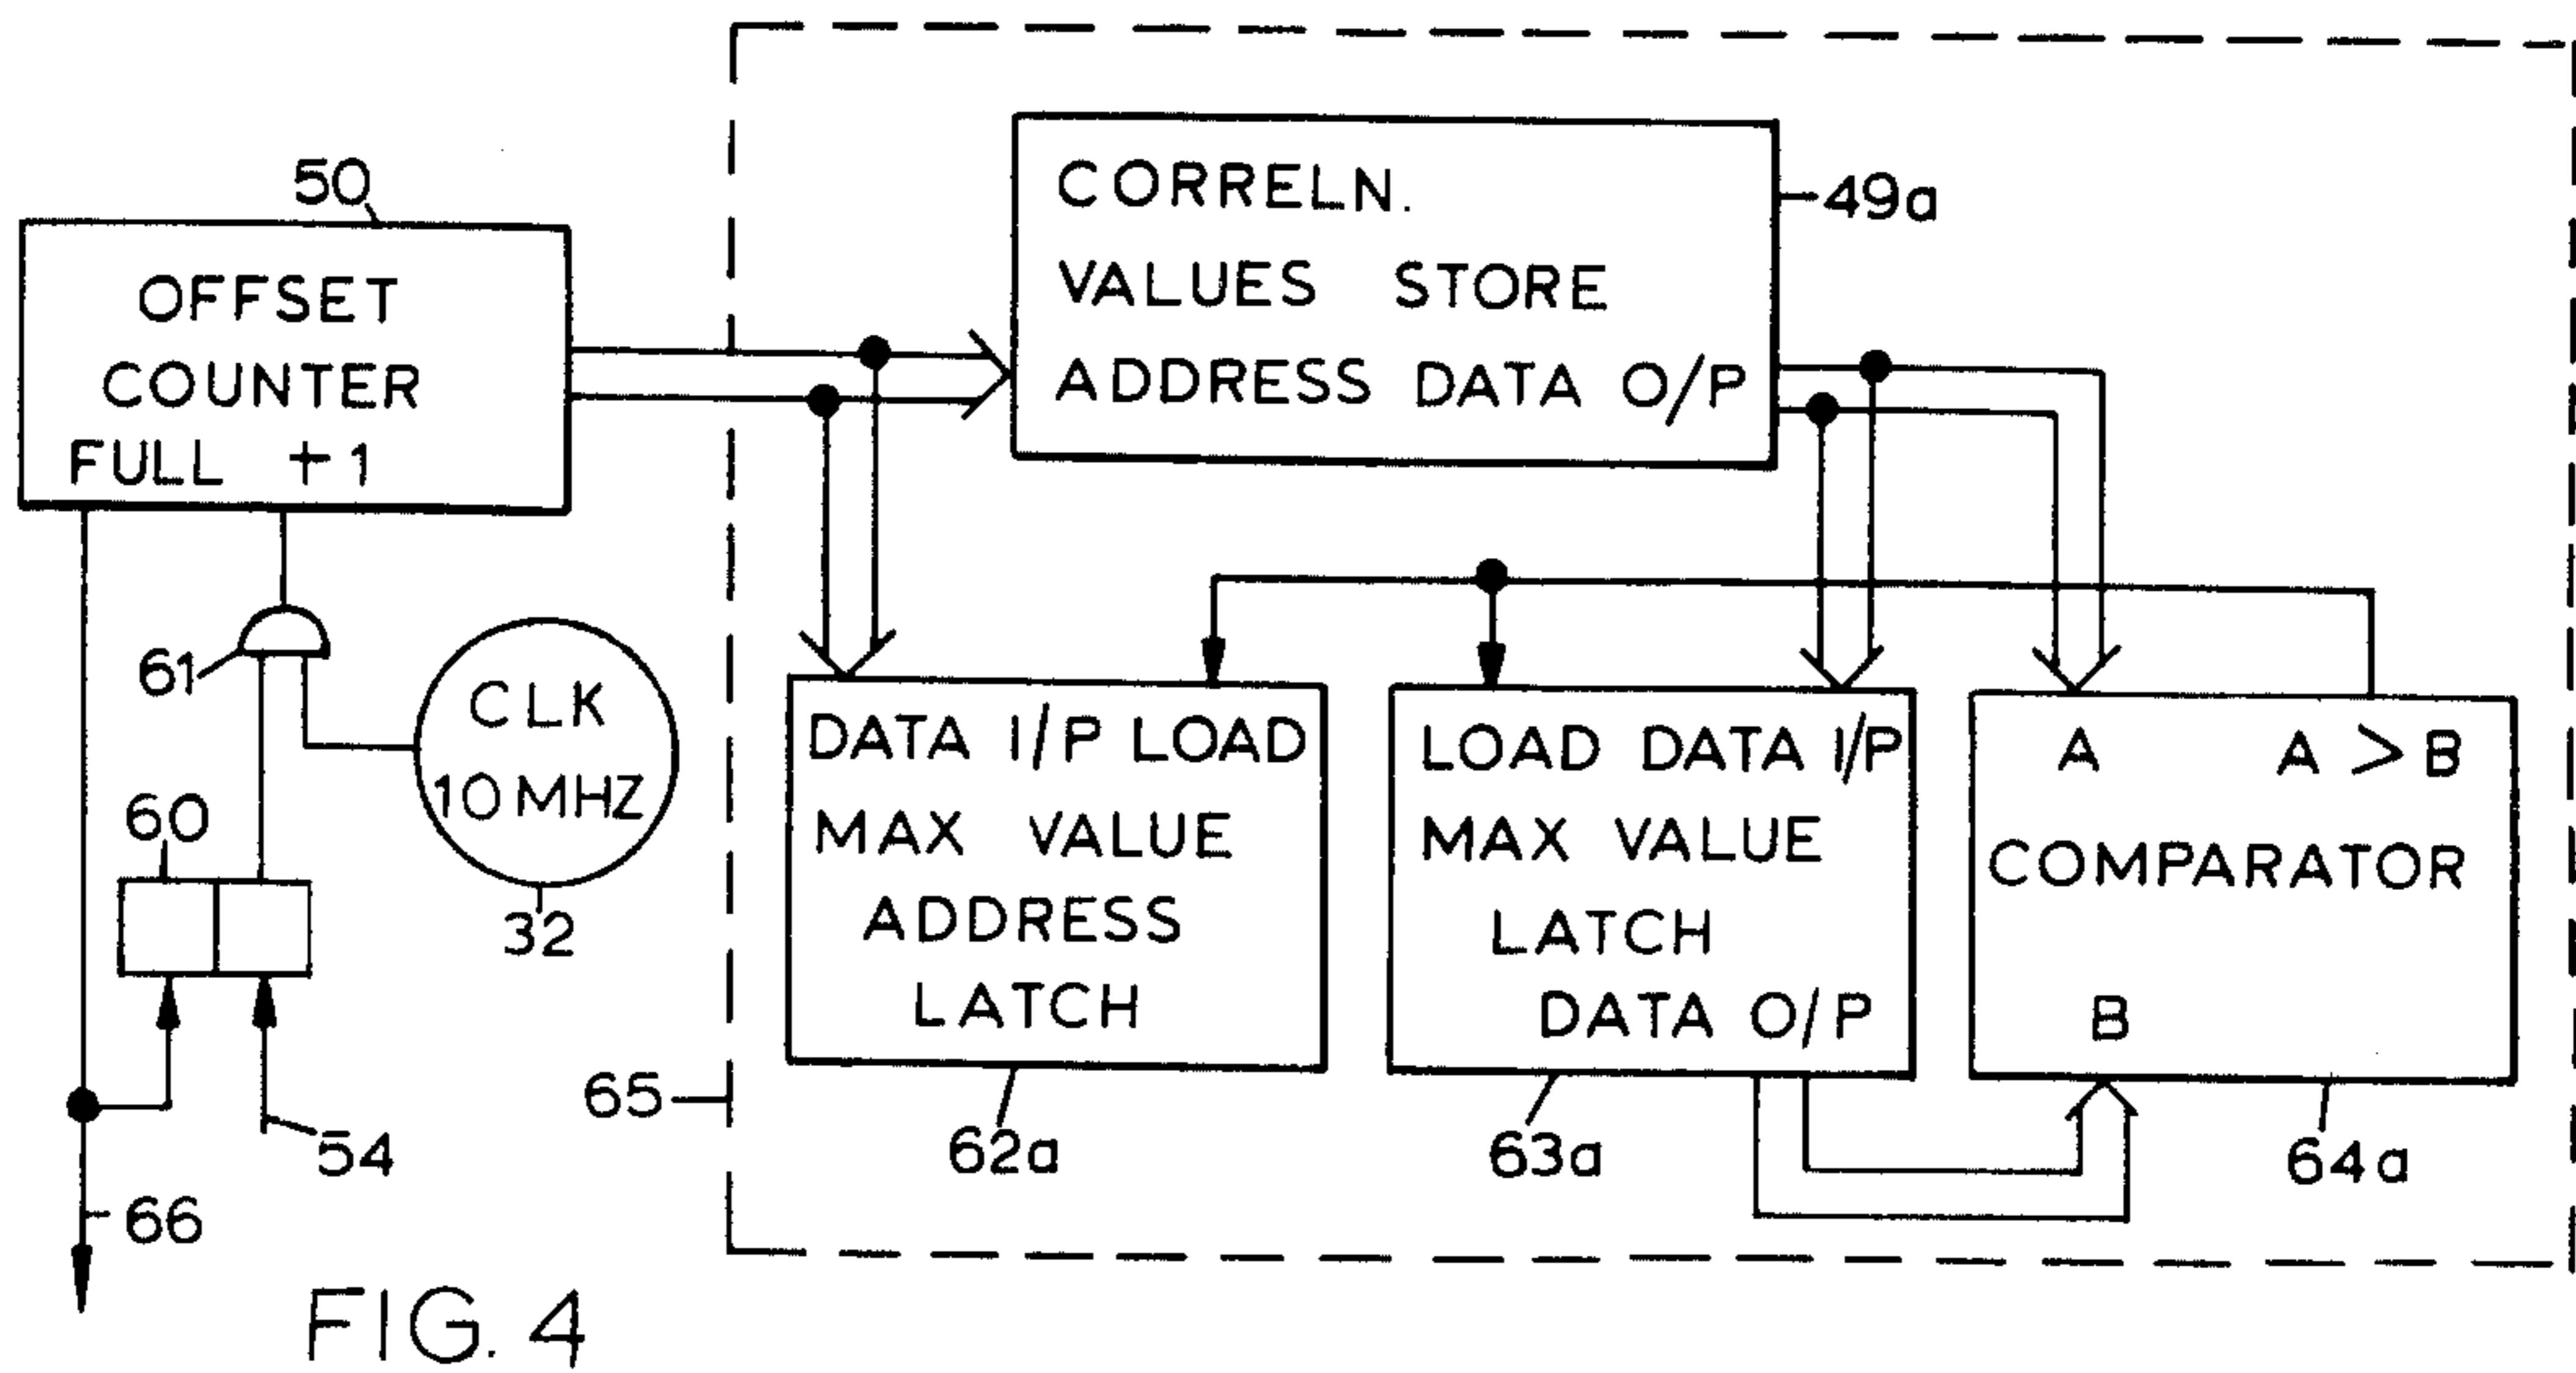 50
OFFSET
COUNTER
FULL +1
CORRELN.
VALUES STORE
ADDRESS DATA O/P
49a
61
CLK
10 MHZ
32
60
54
66
DATA I/P LOAD
MAX VALUE
ADDRESS
LATCH
62a
LOAD DATA I/P
MAX VALUE
LATCH
DATA O/P
63a
A A > B
COMPARATOR
B
64a
65
FIG. 4